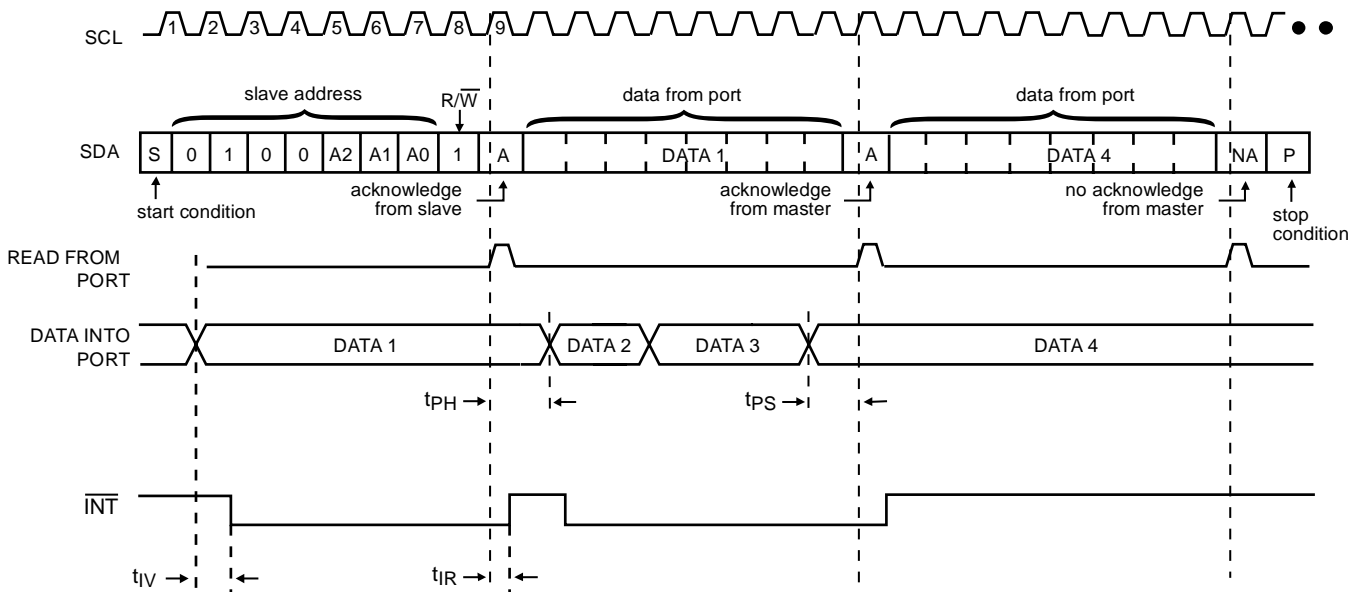 SCL 1 2 3 4 5 6 7 8 9
slave address R/W̅ data from port data from port
SDA S 0 1 0 0 A2 A1 A0 1 A DATA 1 A DATA 4 NA P
start condition
acknowledge
from slave
acknowledge
from master
no acknowledge
from master
stop
condition
READ FROM
PORT
DATA INTO
PORT
DATA 1 DATA 2 DATA 3 DATA 4
tPH tPS
I̅N̅T̅
tIV tIR